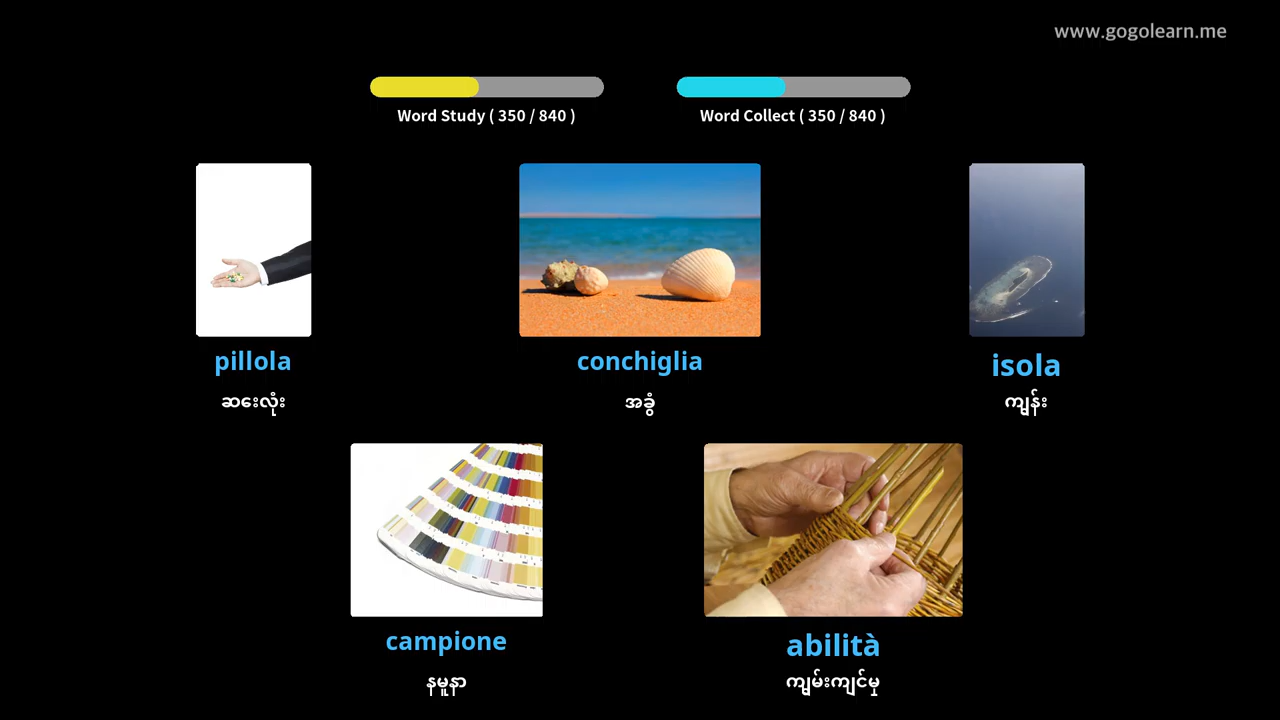 www.gogolearn.me
Word Study ( 350 / 840 )
Word Collect ( 350 / 840 )
pillola
ဆေးလုံး
conchiglia
အခွံ
isola
ကျွန်း
campione
နမူနာ
abilità
ကျွမ်းကျင်မှု